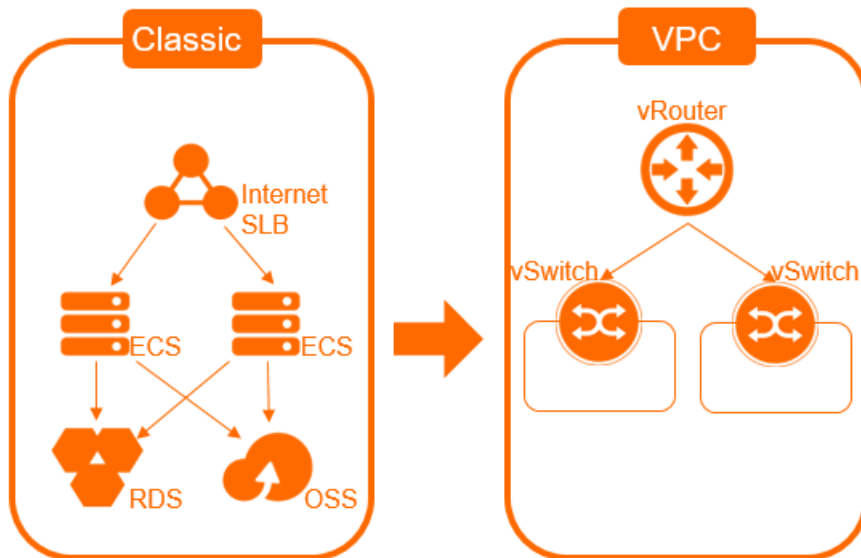 Classic
Internet
SLB
ECS
ECS
RDS
OSS
VPC
vRouter
vSwitch
vSwitch